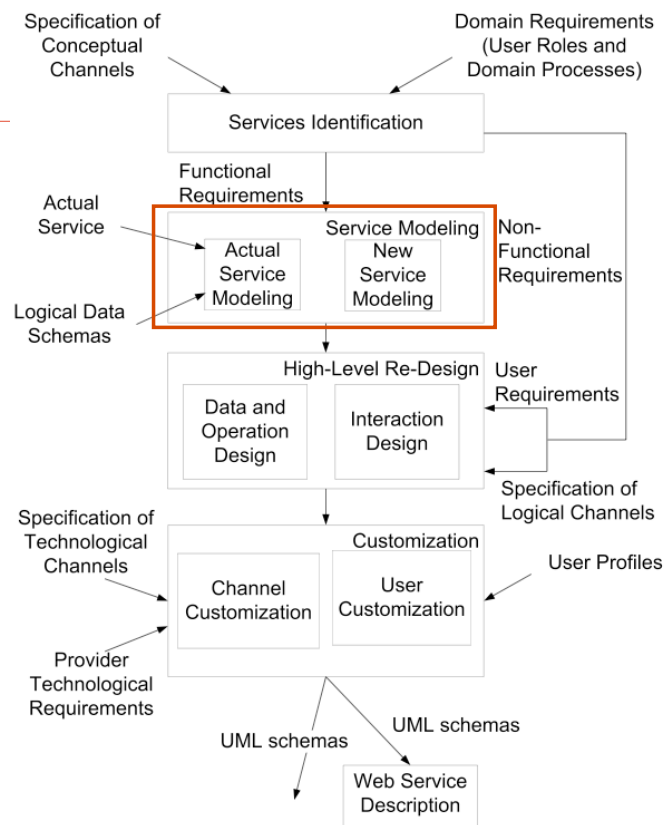 Specification of
Conceptual
Channels
Domain Requirements
(User Roles and
Domain Processes)
Services Identification
Functional
Requirements
Actual
Service
Service Modeling
Actual
Service
Modeling
New
Service
Modeling
Non-
Functional
Requirements
Logical Data
Schemas
High-Level Re-Design
Data and
Operation
Design
Interaction
Design
User
Requirements
Specification of
Logical Channels
Specification of
Technological
Channels
Customization
Channel
Customization
User
Customization
User Profiles
Provider
Technological
Requirements
UML schemas
UML schemas
Web Service
Description